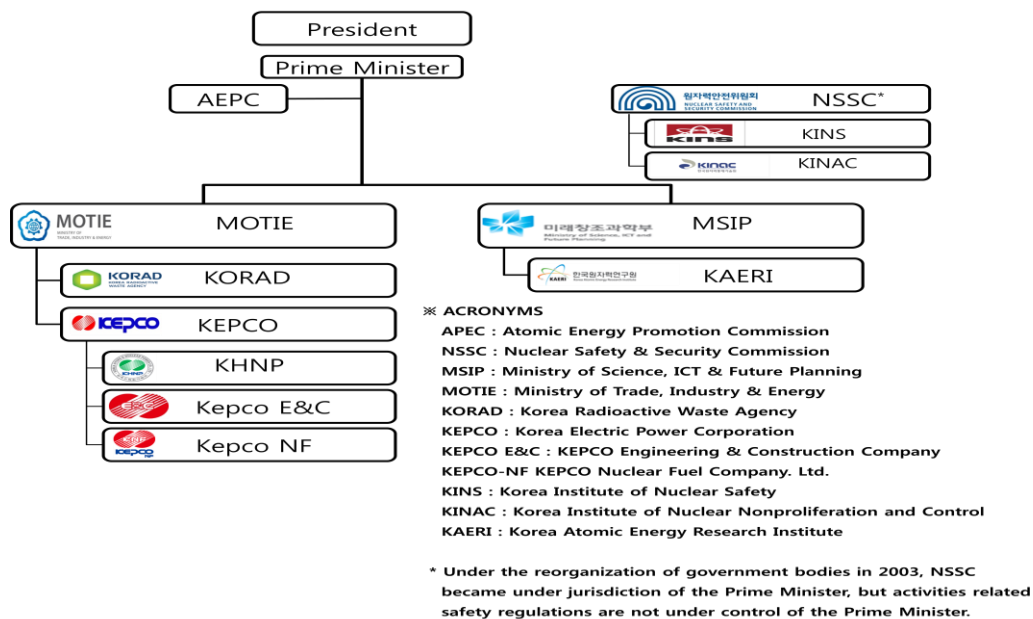 President
Prime Minister
AEPC
원자력안전위원회
NUCLEAR SAFETY AND
SECURITY COMMISSION
NSSC*
KINS
KINS
KINAC
KINAC
MOTIE
MINISTRY OF
TRADE, INDUSTRY & ENERGY
MOTIE
미래창조과학부
Ministry of Science, ICT and
Future Planning
MSIP
KORAD
KOREA RADIOACTIVE
WASTE AGENCY
KORAD
KAERI
한국원자력연구원
KAERI
KEPCO
KEPCO
KHNP
KHNP
E&C
Kepco E&C
KNF
KEPCO NF
Kepco NF
※ ACRONYMS
APEC : Atomic Energy Promotion Commission
NSSC : Nuclear Safety & Security Commission
MSIP : Ministry of Science, ICT & Future Planning
MOTIE : Ministry of Trade, Industry & Energy
KORAD : Korea Radioactive Waste Agency
KEPCO : Korea Electric Power Corporation
KEPCO E&C : KEPCO Engineering & Construction Company
KEPCO-NF KEPCO Nuclear Fuel Company. Ltd.
KINS : Korea Institute of Nuclear Safety
KINAC : Korea Institute of Nuclear Nonproliferation and Control
KAERI : Korea Atomic Energy Research Institute
* Under the reorganization of government bodies in 2003, NSSC
became under jurisdiction of the Prime Minister, but activities related
safety regulations are not under control of the Prime Minister.